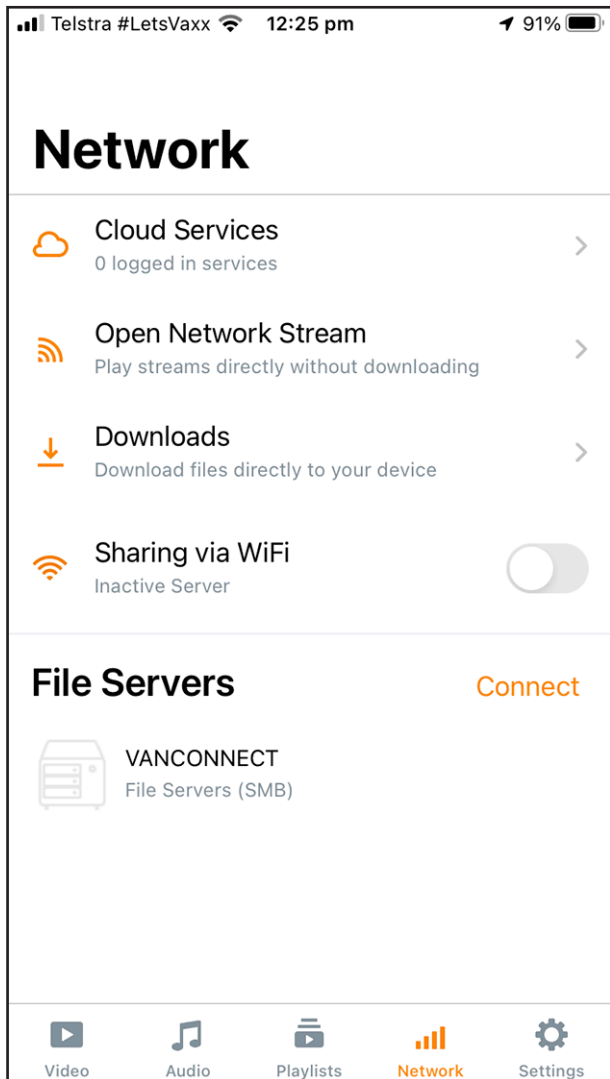 Telstra #LetsVaxx 12:25 pm 91%
Network
Cloud Services
0 logged in services
Open Network Stream
Play streams directly without downloading
Downloads
Download files directly to your device
Sharing via WiFi
Inactive Server
File Servers Connect
VANCONNECT
File Servers (SMB)
Video Audio Playlists Network Settings